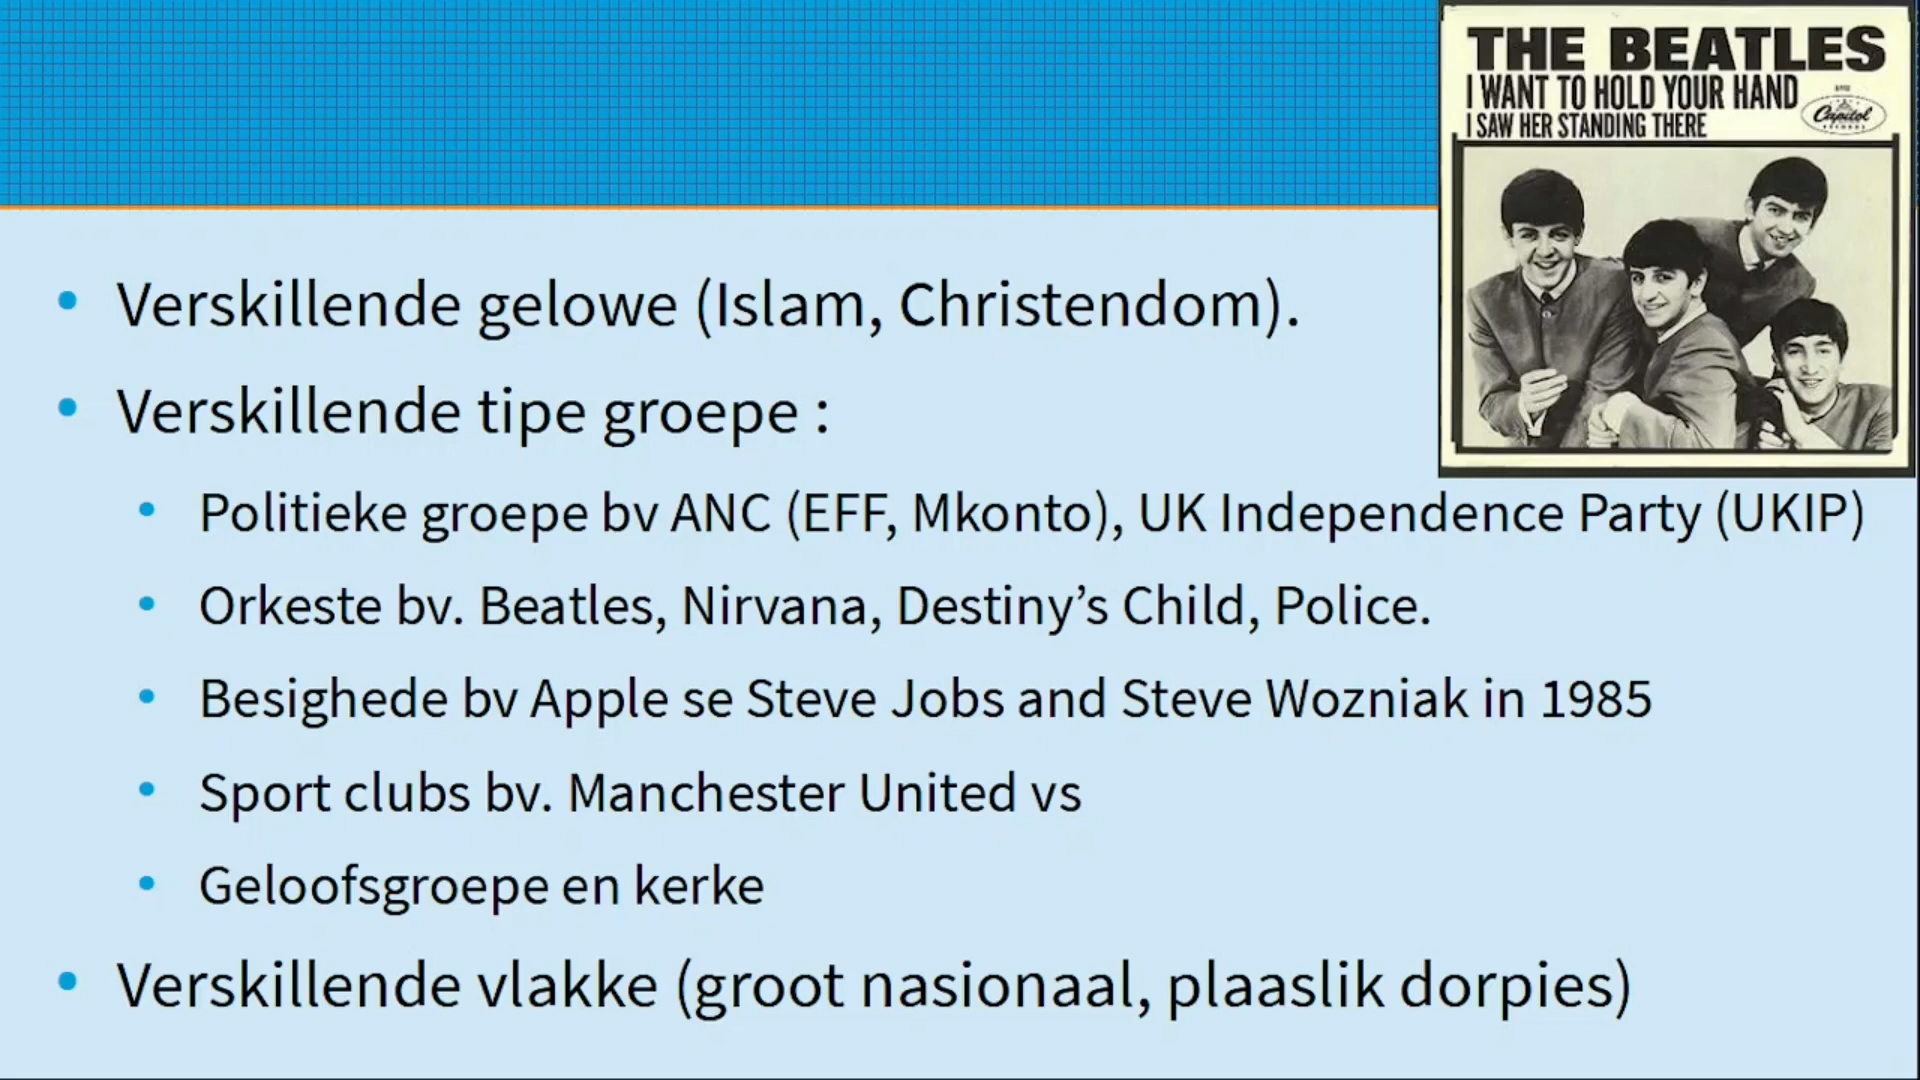 THE BEATLES
I WANT TO HOLD YOUR HAND
I SAW HER STANDING THERE
Capitol
RECORDS
• Verskillende gelowe (Islam, Christendom).
• Verskillende tipe groepe :
• Politieke groepe bv ANC (EFF, Mkonto), UK Independence Party (UKIP)
• Orkeste bv. Beatles, Nirvana, Destiny’s Child, Police.
• Besighede bv Apple se Steve Jobs and Steve Wozniak in 1985
• Sport clubs bv. Manchester United vs
• Geloofsgroepe en kerke
• Verskillende vlakke (groot nasionaal, plaaslik dorpies)